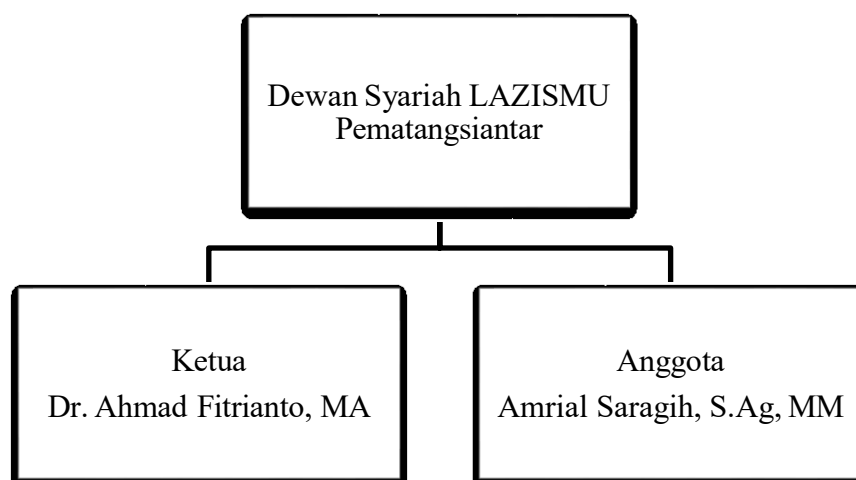 Dewan Syariah LAZISMU
Pematangsiantar
Ketua
Dr. Ahmad Fitrianto, MA
Anggota
Amrial Saragih, S.Ag, MM